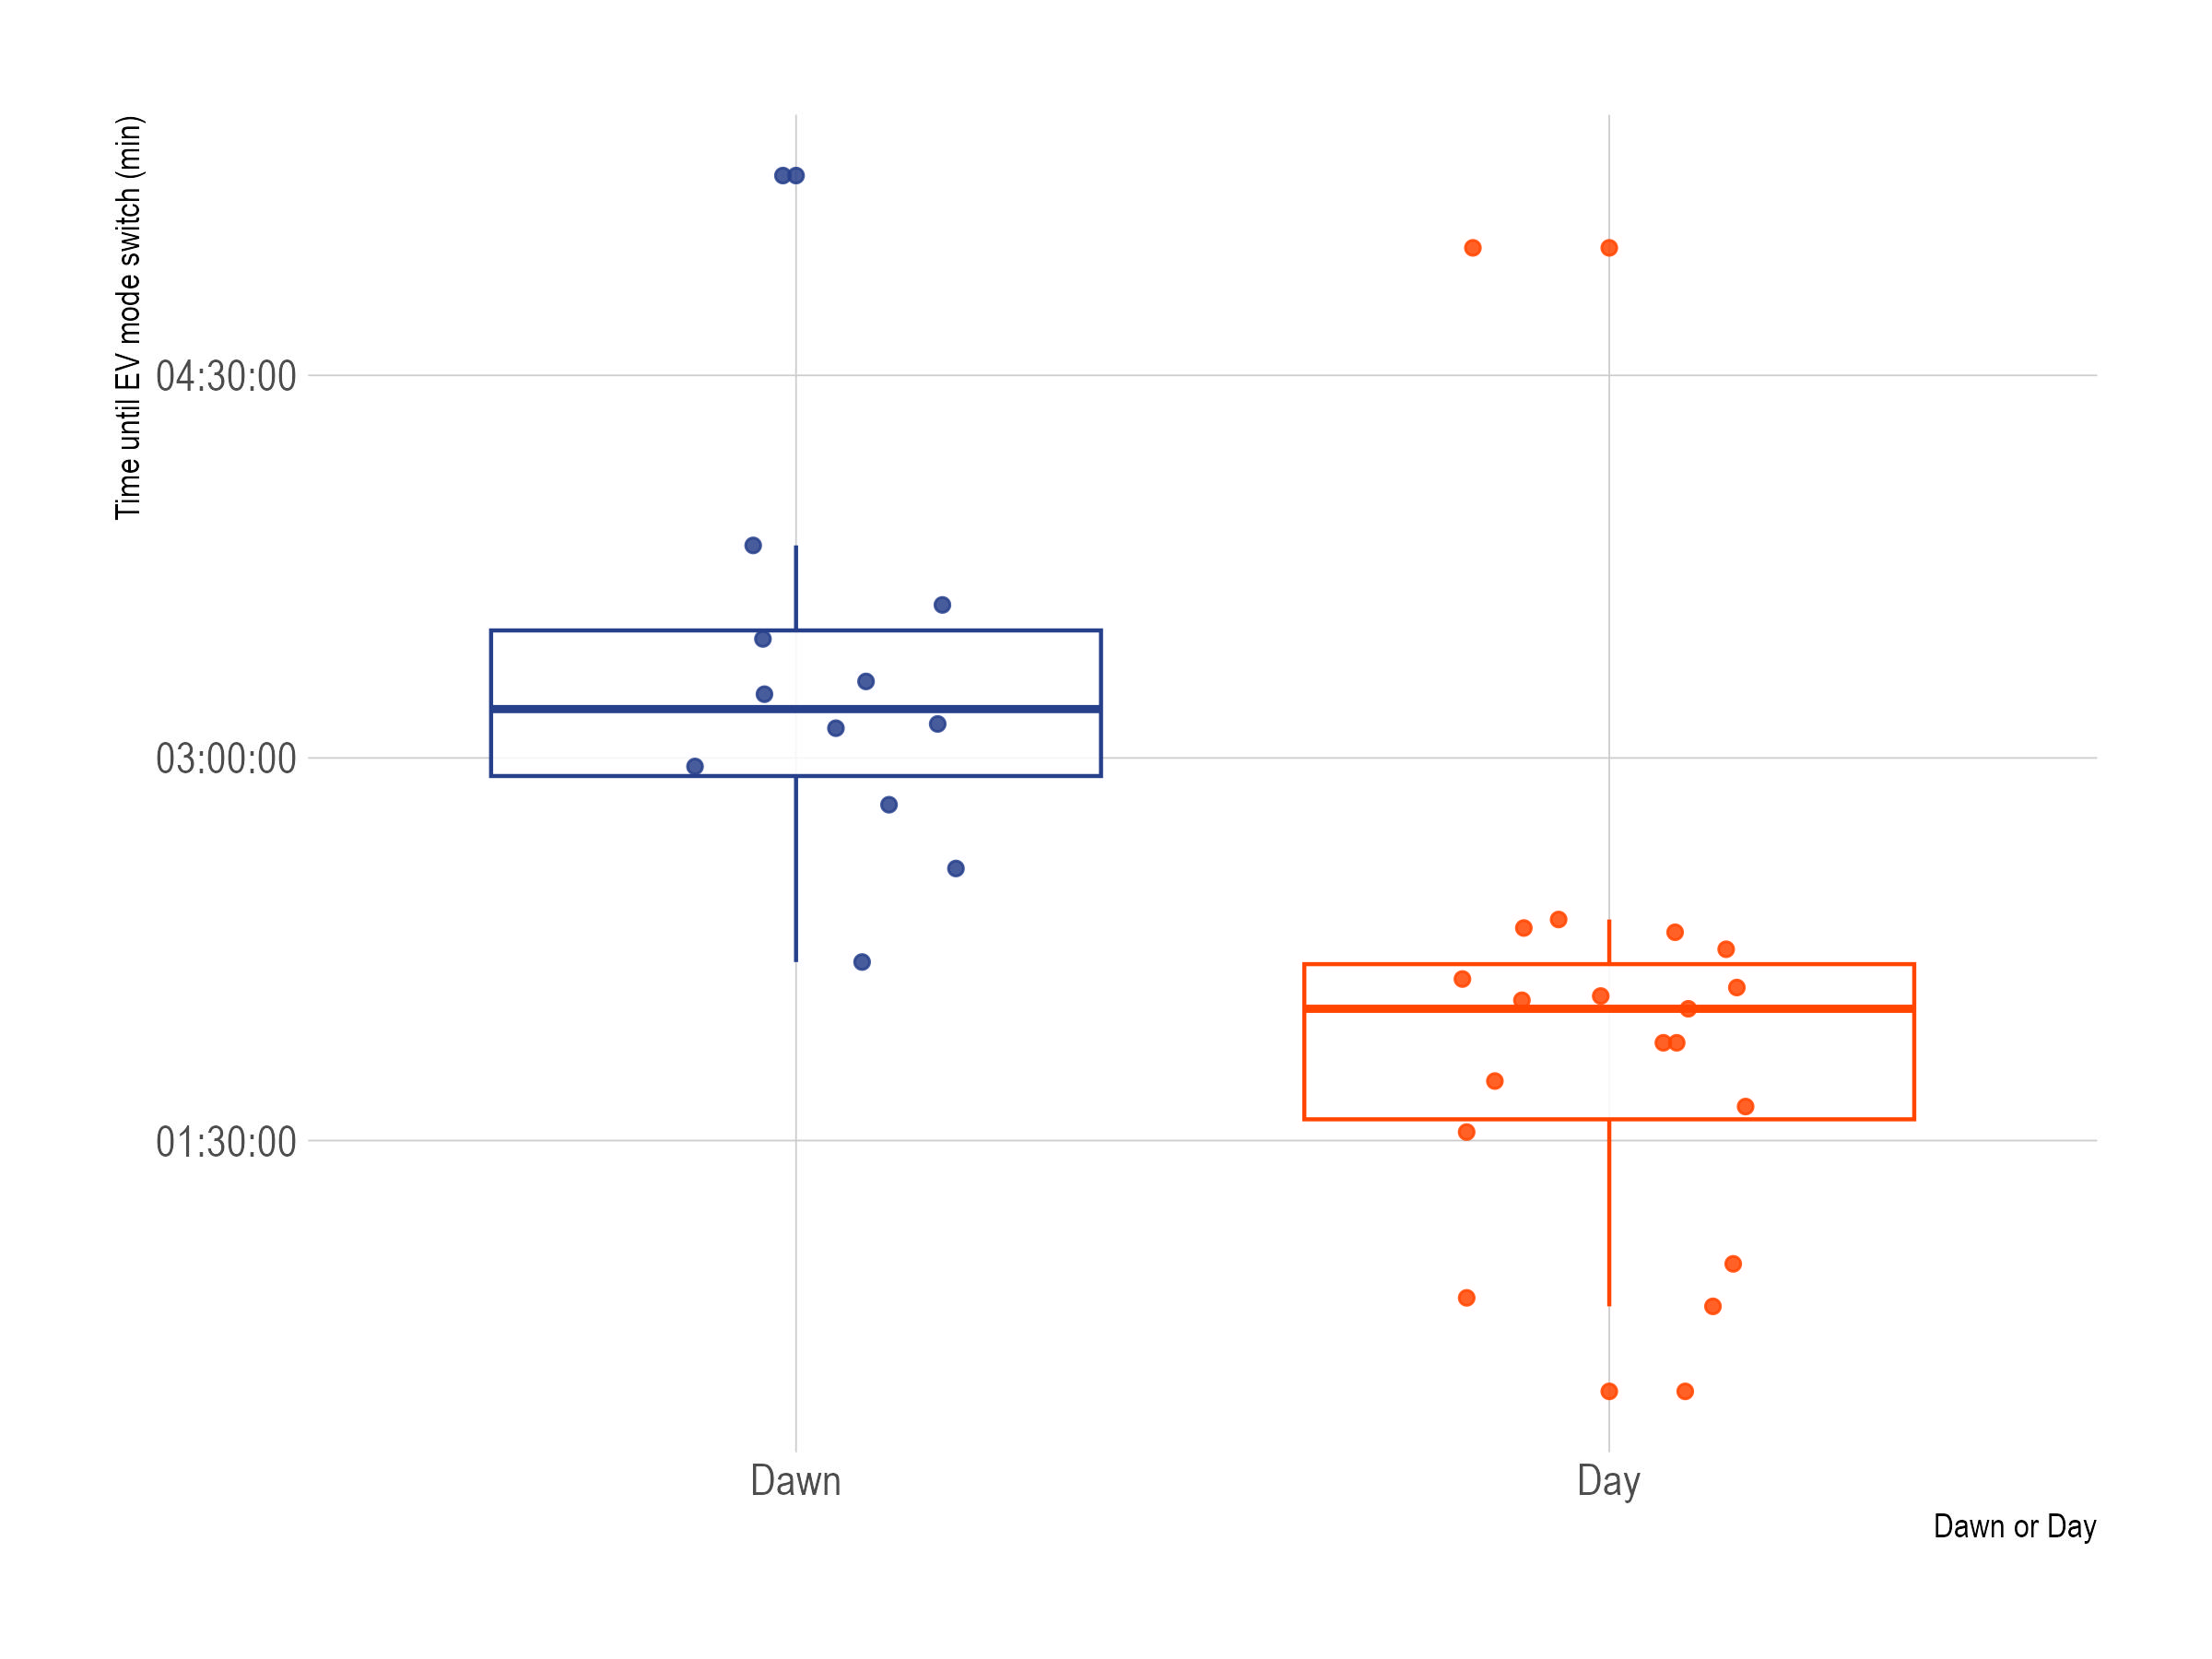 Time until EV mode switch (min)
04:30:00
03:00:00
01:30:00
Dawn
Day
Dawn or Day